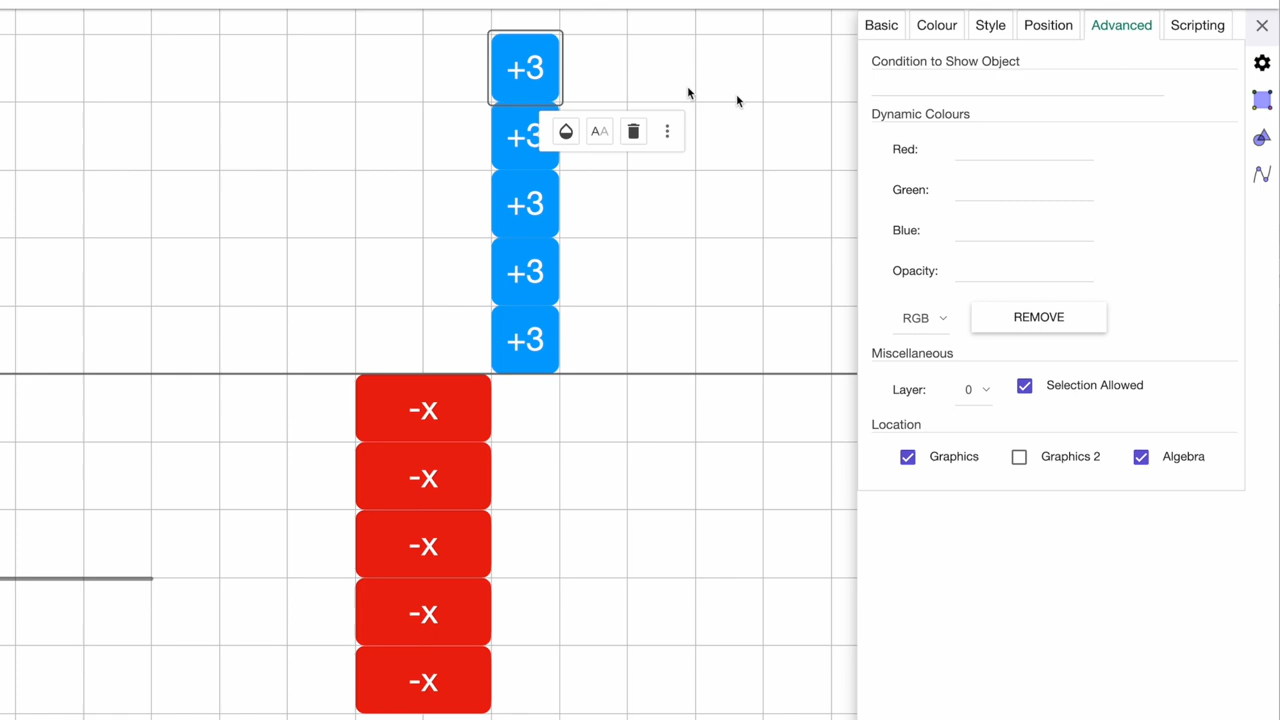 +3
+3
+3
+3
+3
-x
-x
-x
-x
-x
AA
Basic Colour Style Position Advanced Scripting
Condition to Show Object
Dynamic Colours
Red:
Green:
Blue:
Opacity:
RGB REMOVE
Miscellaneous
Layer: 0 Selection Allowed
Location
Graphics Graphics 2 Algebra